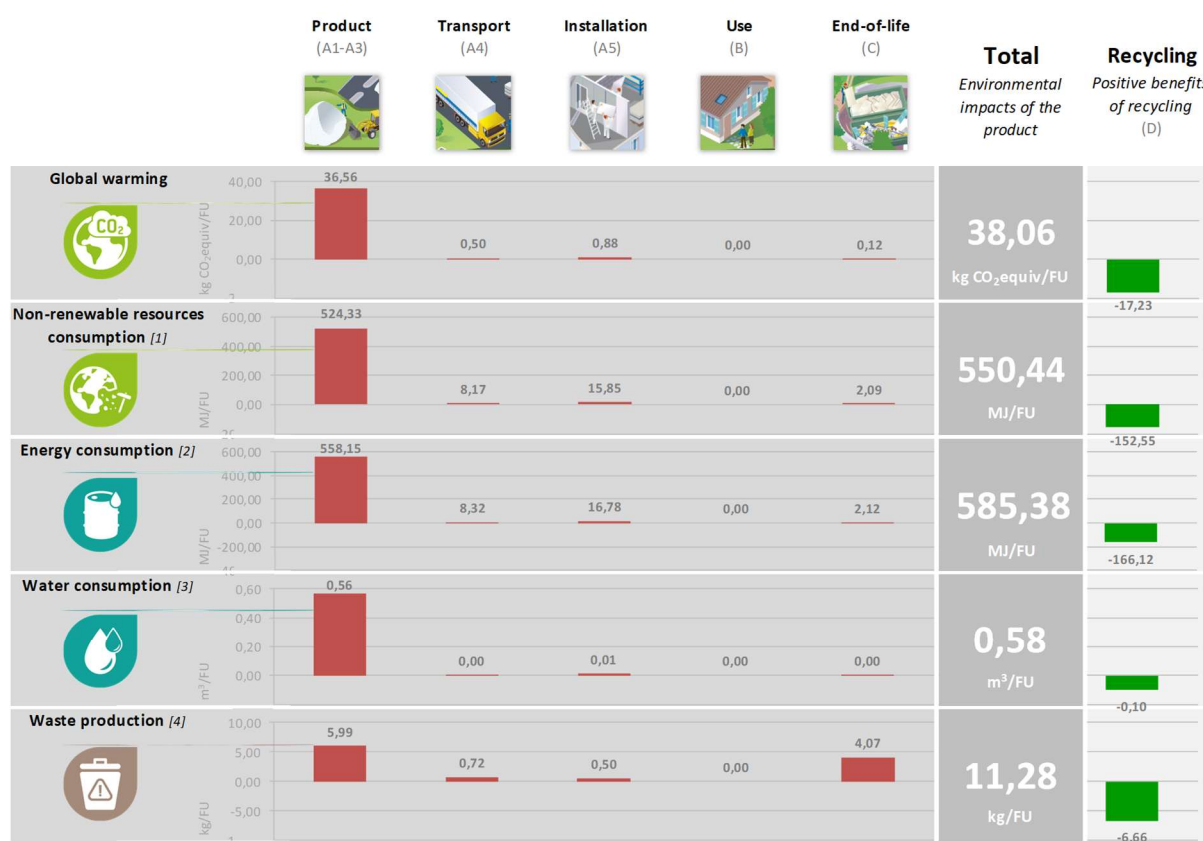 Product
(A1-A3)
Transport
(A4)
Installation
(A5)
Use
(B)
End-of-life
(C)
Total
Environmental
impacts of the
product
Recycling
Positive benefits
of recycling
(D)
Global warming
CO2
kg CO2equiv/FU
40,00
20,00
0,00
36,56
0,50
0,88
0,00
0,12
38,06
kg CO2equiv/FU
-17,23
Non-renewable resources
consumption [1]
MJ/FU
600,00
400,00
200,00
0,00
524,33
8,17
15,85
0,00
2,09
550,44
MJ/FU
-152,55
Energy consumption [2]
MJ/FU
600,00
400,00
200,00
0,00
-200,00
558,15
8,32
16,78
0,00
2,12
585,38
MJ/FU
-166,12
Water consumption [3]
m³/FU
0,60
0,40
0,20
0,00
0,56
0,00
0,01
0,00
0,00
0,58
m³/FU
-0,10
Waste production [4]
kg/FU
10,00
5,00
0,00
-5,00
5,99
0,72
0,50
0,00
4,07
11,28
kg/FU
-6,66